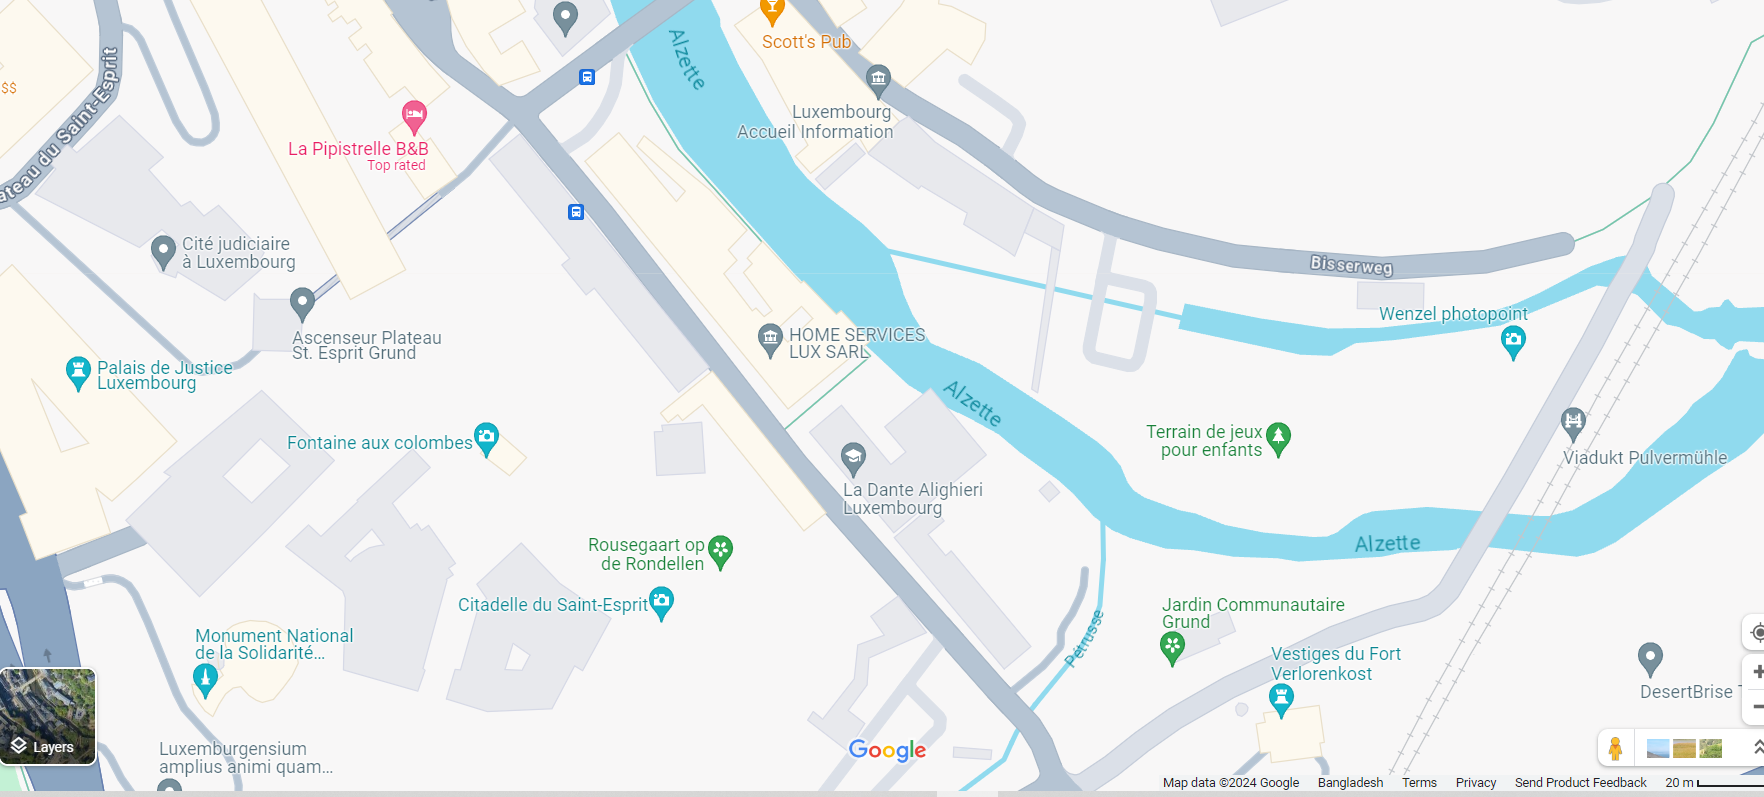 Alzette
Scott's Pub
$$
ateau du Saint-Esprit
Luxembourg
Accueil Information
La Pipistrelle B&B
Top rated
Cité judiciaire
à Luxembourg
Bisserweg
Wenzel photopoint
Ascenseur Plateau
St. Esprit Grund
HOME SERVICES
LUX SARL
Palais de Justice
Luxembourg
Alzette
Fontaine aux colombes
Terrain de jeux
pour enfants
Viadukt Pulvermühle
La Dante Alighieri
Luxembourg
Alzette
Rousegaart op
de Rondellen
Citadelle du Saint-Esprit
Jardin Communautaire
Grund
Pétrusse
Monument National
de la Solidarité...
Vestiges du Fort
Verlorenkost
DesertBrise T
Layers
Luxemburgensium
amplius animi quam...
Google
Map data ©2024 Google Bangladesh Terms Privacy Send Product Feedback 20 m